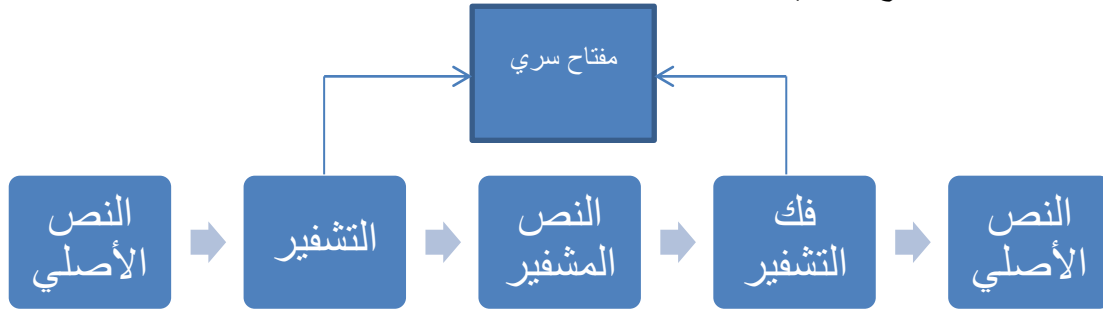 مفتاح سري
النص
الأصلي
التشفير
النص
المشفير
فك
التشفير
النص
الأصلي